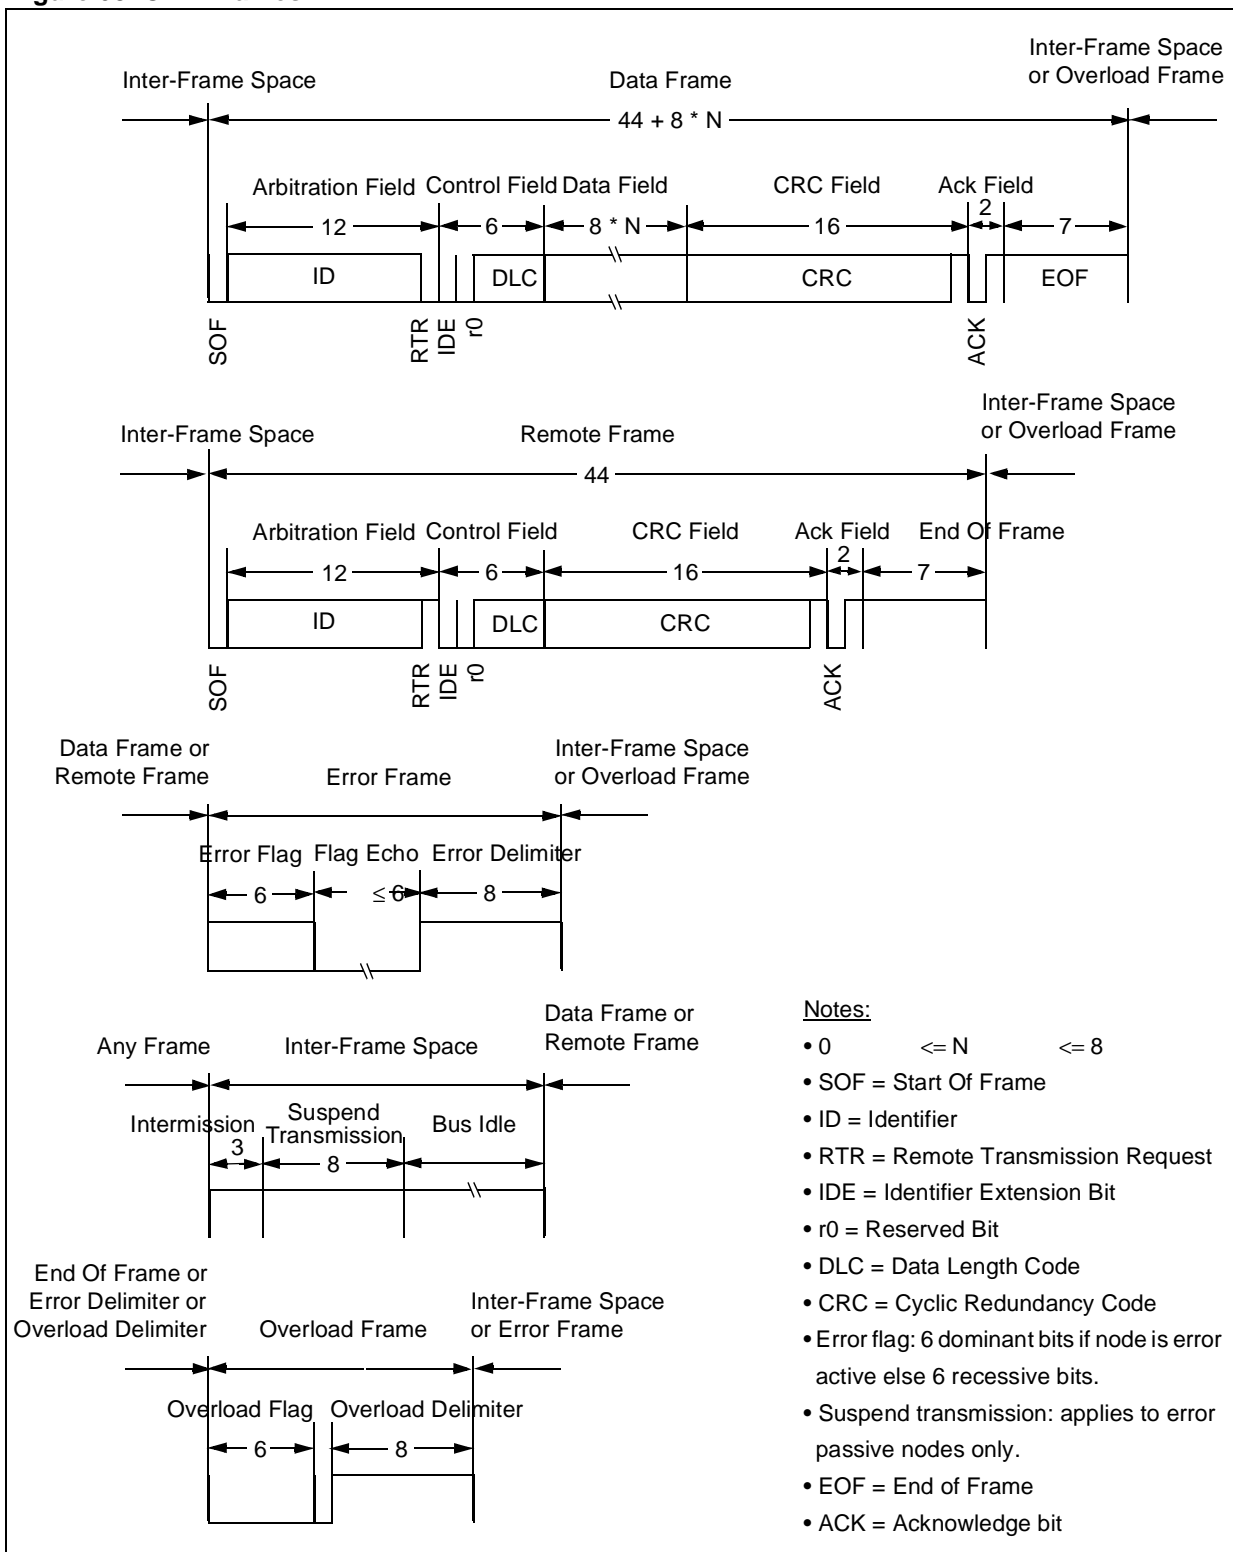 Inter-Frame Space
Data Frame
Inter-Frame Space
or Overload Frame
44 + 8 * N
Arbitration Field
Control Field
Data Field
CRC Field
Ack Field
12
6
8 * N
16
2
7
ID
DLC
CRC
EOF
SOF
RTR
IDE
r0
ACK
Inter-Frame Space
Remote Frame
Inter-Frame Space
or Overload Frame
44
Arbitration Field
Control Field
CRC Field
Ack Field
End Of Frame
12
6
16
2
7
ID
DLC
CRC
SOF
RTR
IDE
r0
ACK
Data Frame or
Remote Frame
Error Frame
Inter-Frame Space
or Overload Frame
Error Flag
Flag Echo
Error Delimiter
6
≤ 6
8
Any Frame
Inter-Frame Space
Data Frame or
Remote Frame
Intermission
Suspend
Transmission
Bus Idle
3
8
End Of Frame or
Error Delimiter or
Overload Delimiter
Overload Frame
Inter-Frame Space
or Error Frame
Overload Flag
Overload Delimiter
6
8
Notes:
• 0 <= N <= 8
• SOF = Start Of Frame
• ID = Identifier
• RTR = Remote Transmission Request
• IDE = Identifier Extension Bit
• r0 = Reserved Bit
• DLC = Data Length Code
• CRC = Cyclic Redundancy Code
• Error flag: 6 dominant bits if node is error
active else 6 recessive bits.
• Suspend transmission: applies to error
passive nodes only.
• EOF = End of Frame
• ACK = Acknowledge bit